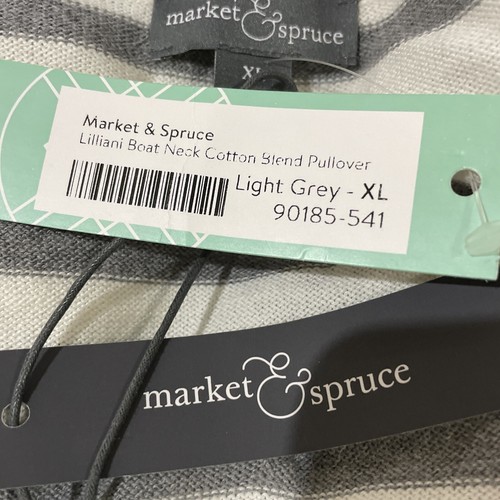 market & spruce
XL
Market & Spruce
Lilliani Boat Neck Cotton Blend Pullover
Light Grey - XL
90185-541
market & spruce